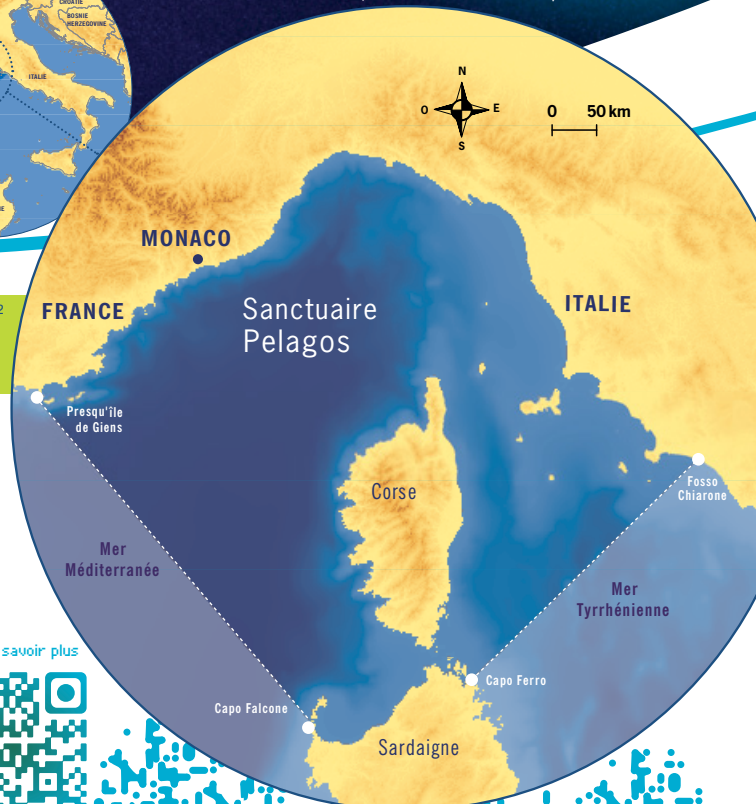 CROATIE
BOSNIE
HERZEGOVINE
ITALIE
N
O
E
S
0 50 km
MONACO
FRANCE
ITALIE
Sanctuaire
Pelagos
Presqu'île
de Giens
Corse
Fosso
Chiarone
Mer
Méditerranée
Mer
Tyrrhénienne
savoir plus
Capo Ferro
Capo Falcone
Sardaigne